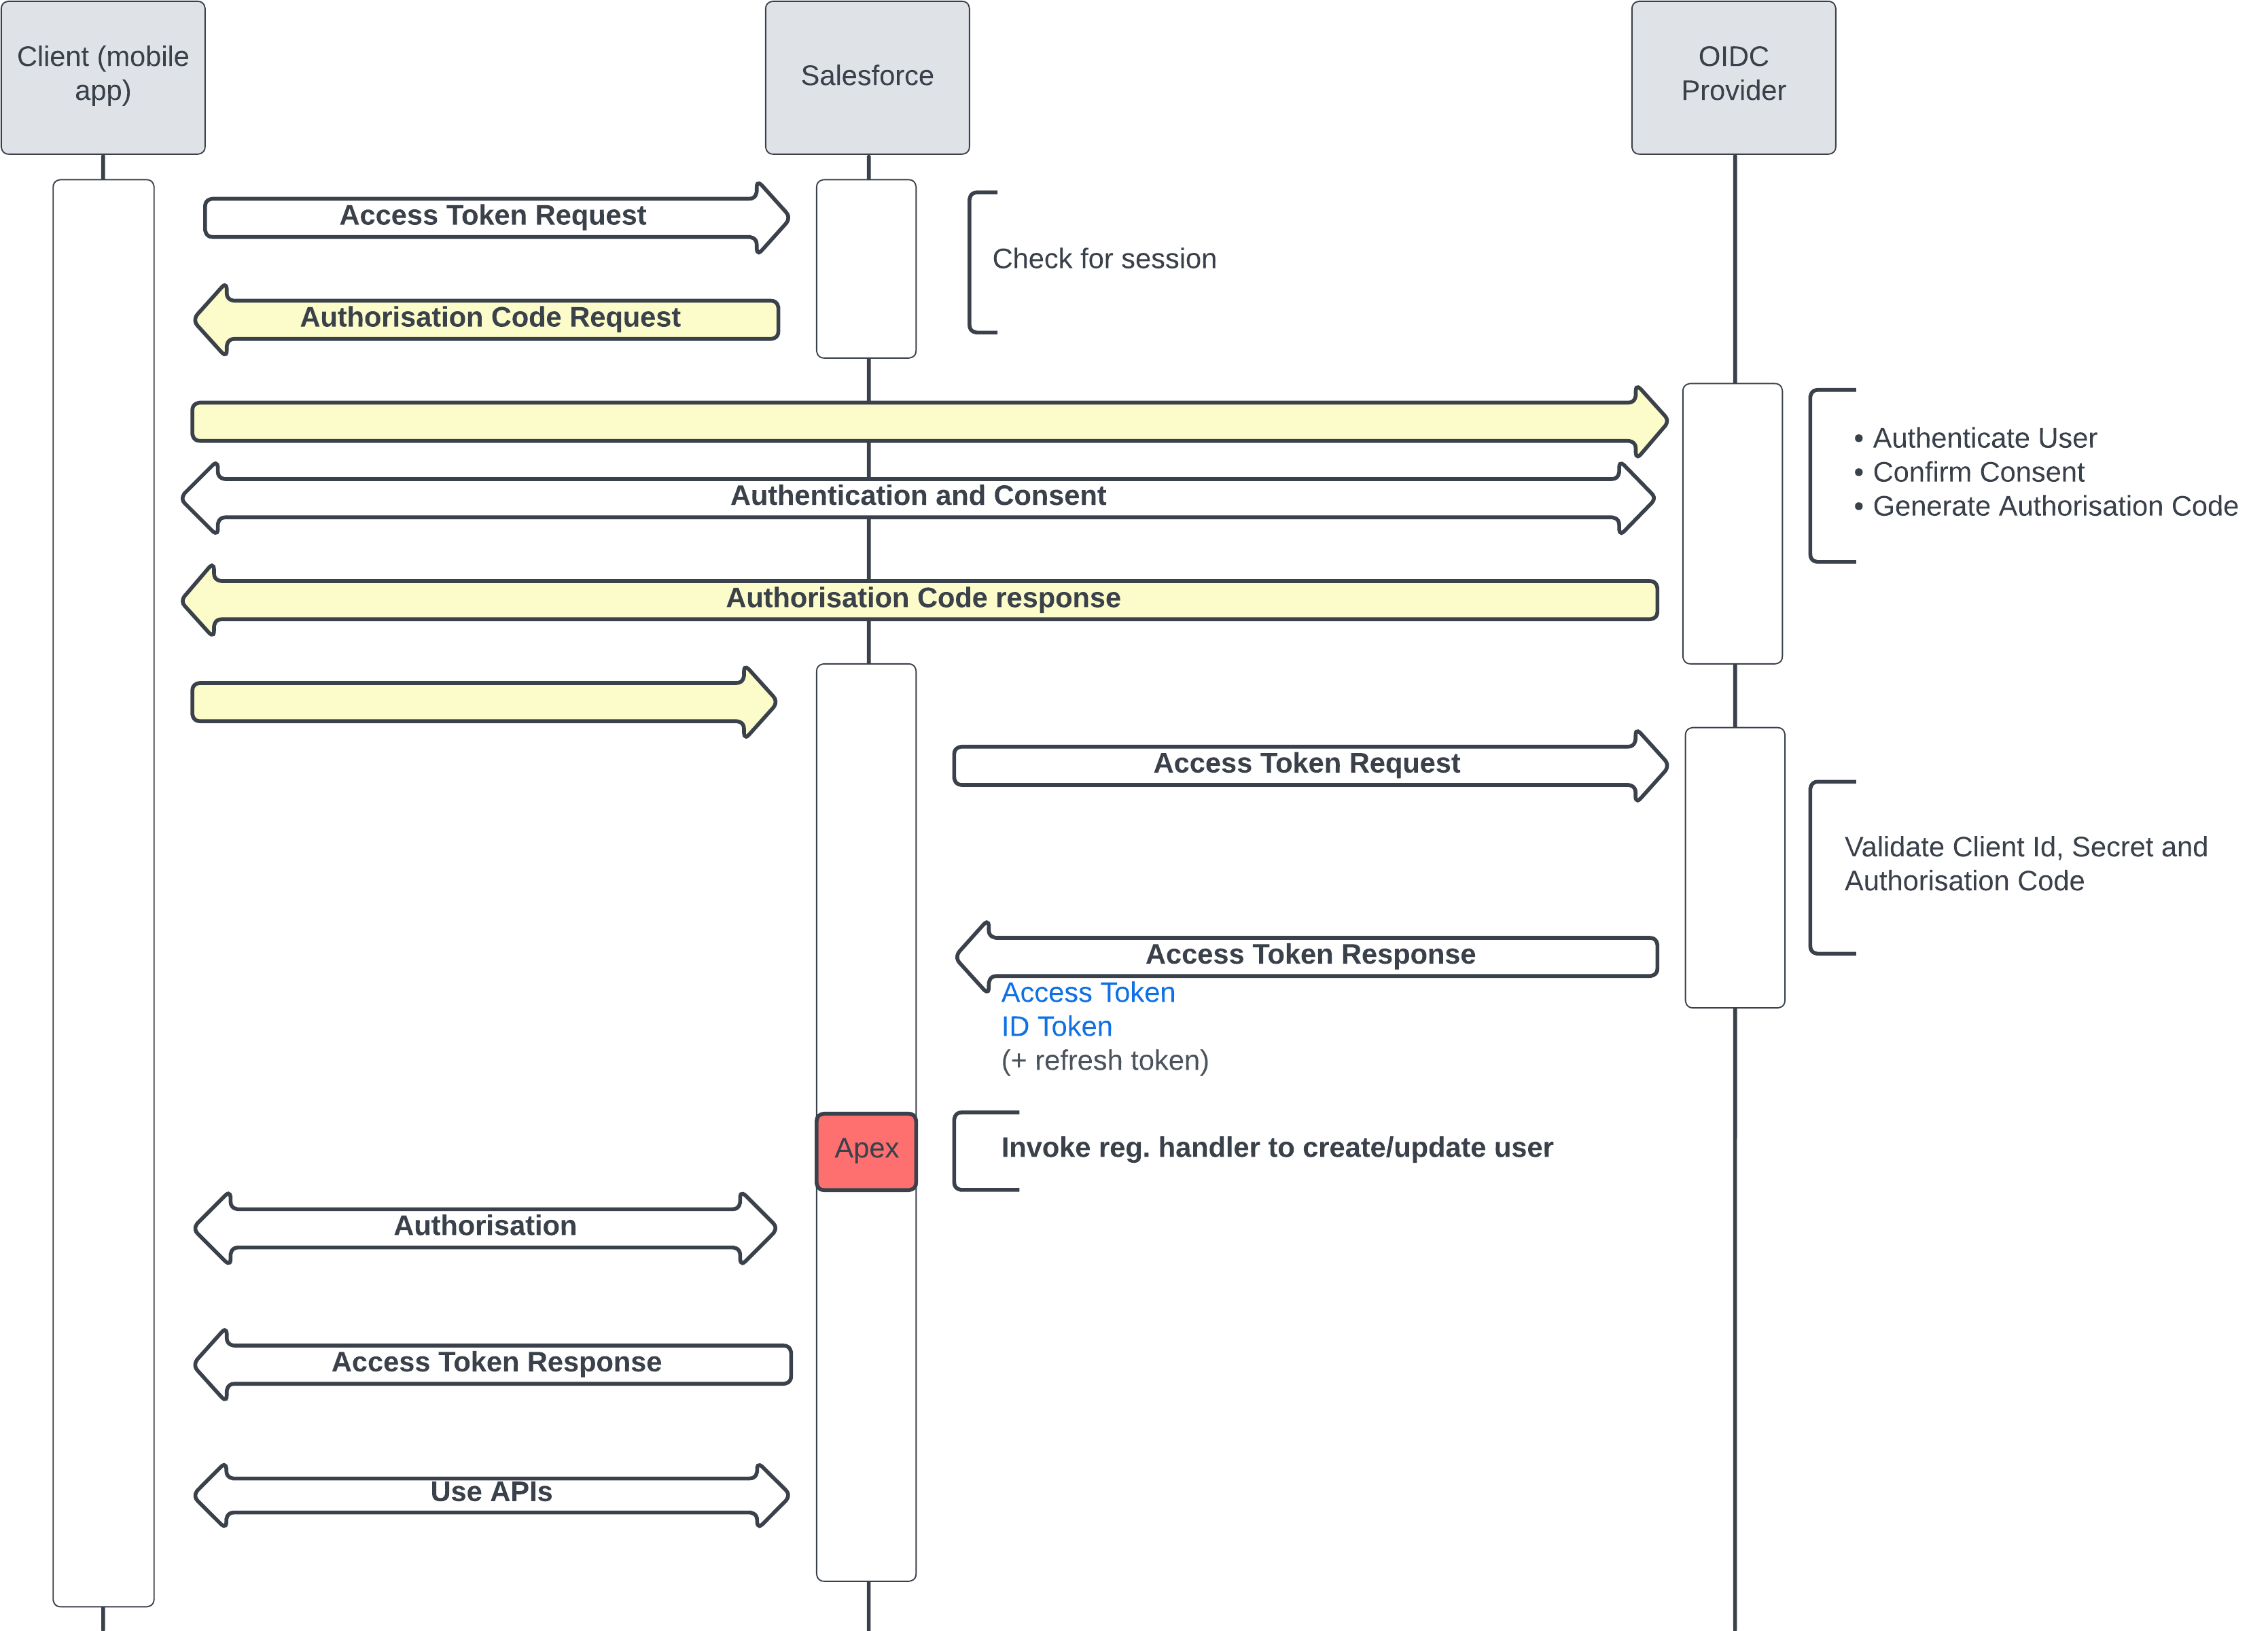 Client (mobile
app)
Salesforce
OIDC
Provider
Access Token Request
Check for session
Authorisation Code Request
• Authenticate User
• Confirm Consent
• Generate Authorisation Code
Authentication and Consent
Authorisation Code response
Access Token Request
Validate Client Id, Secret and
Authorisation Code
Access Token Response
Access Token
ID Token
(+ refresh token)
Apex
Invoke reg. handler to create/update user
Authorisation
Access Token Response
Use APIs